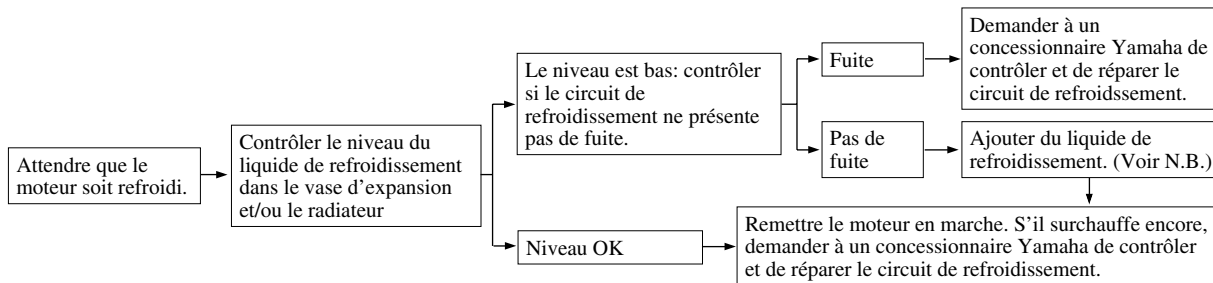 Attendre que le
moteur soit refroidi.
Contrôler le niveau du
liquide de refroidissement
dans le vase d’expansion
et/ou le radiateur
Le niveau est bas: contrôler
si le circuit de
refroidissement ne présente
pas de fuite.
Fuite
Demander à un
concessionnaire Yamaha de
contrôler et de réparer le
circuit de refroidssement.
Pas de
fuite
Ajouter du liquide de
refroidissement. (Voir N.B.)
Niveau OK
Remettre le moteur en marche. S’il surchauffe encore,
demander à un concessionnaire Yamaha de contrôler
et de réparer le circuit de refroidissement.